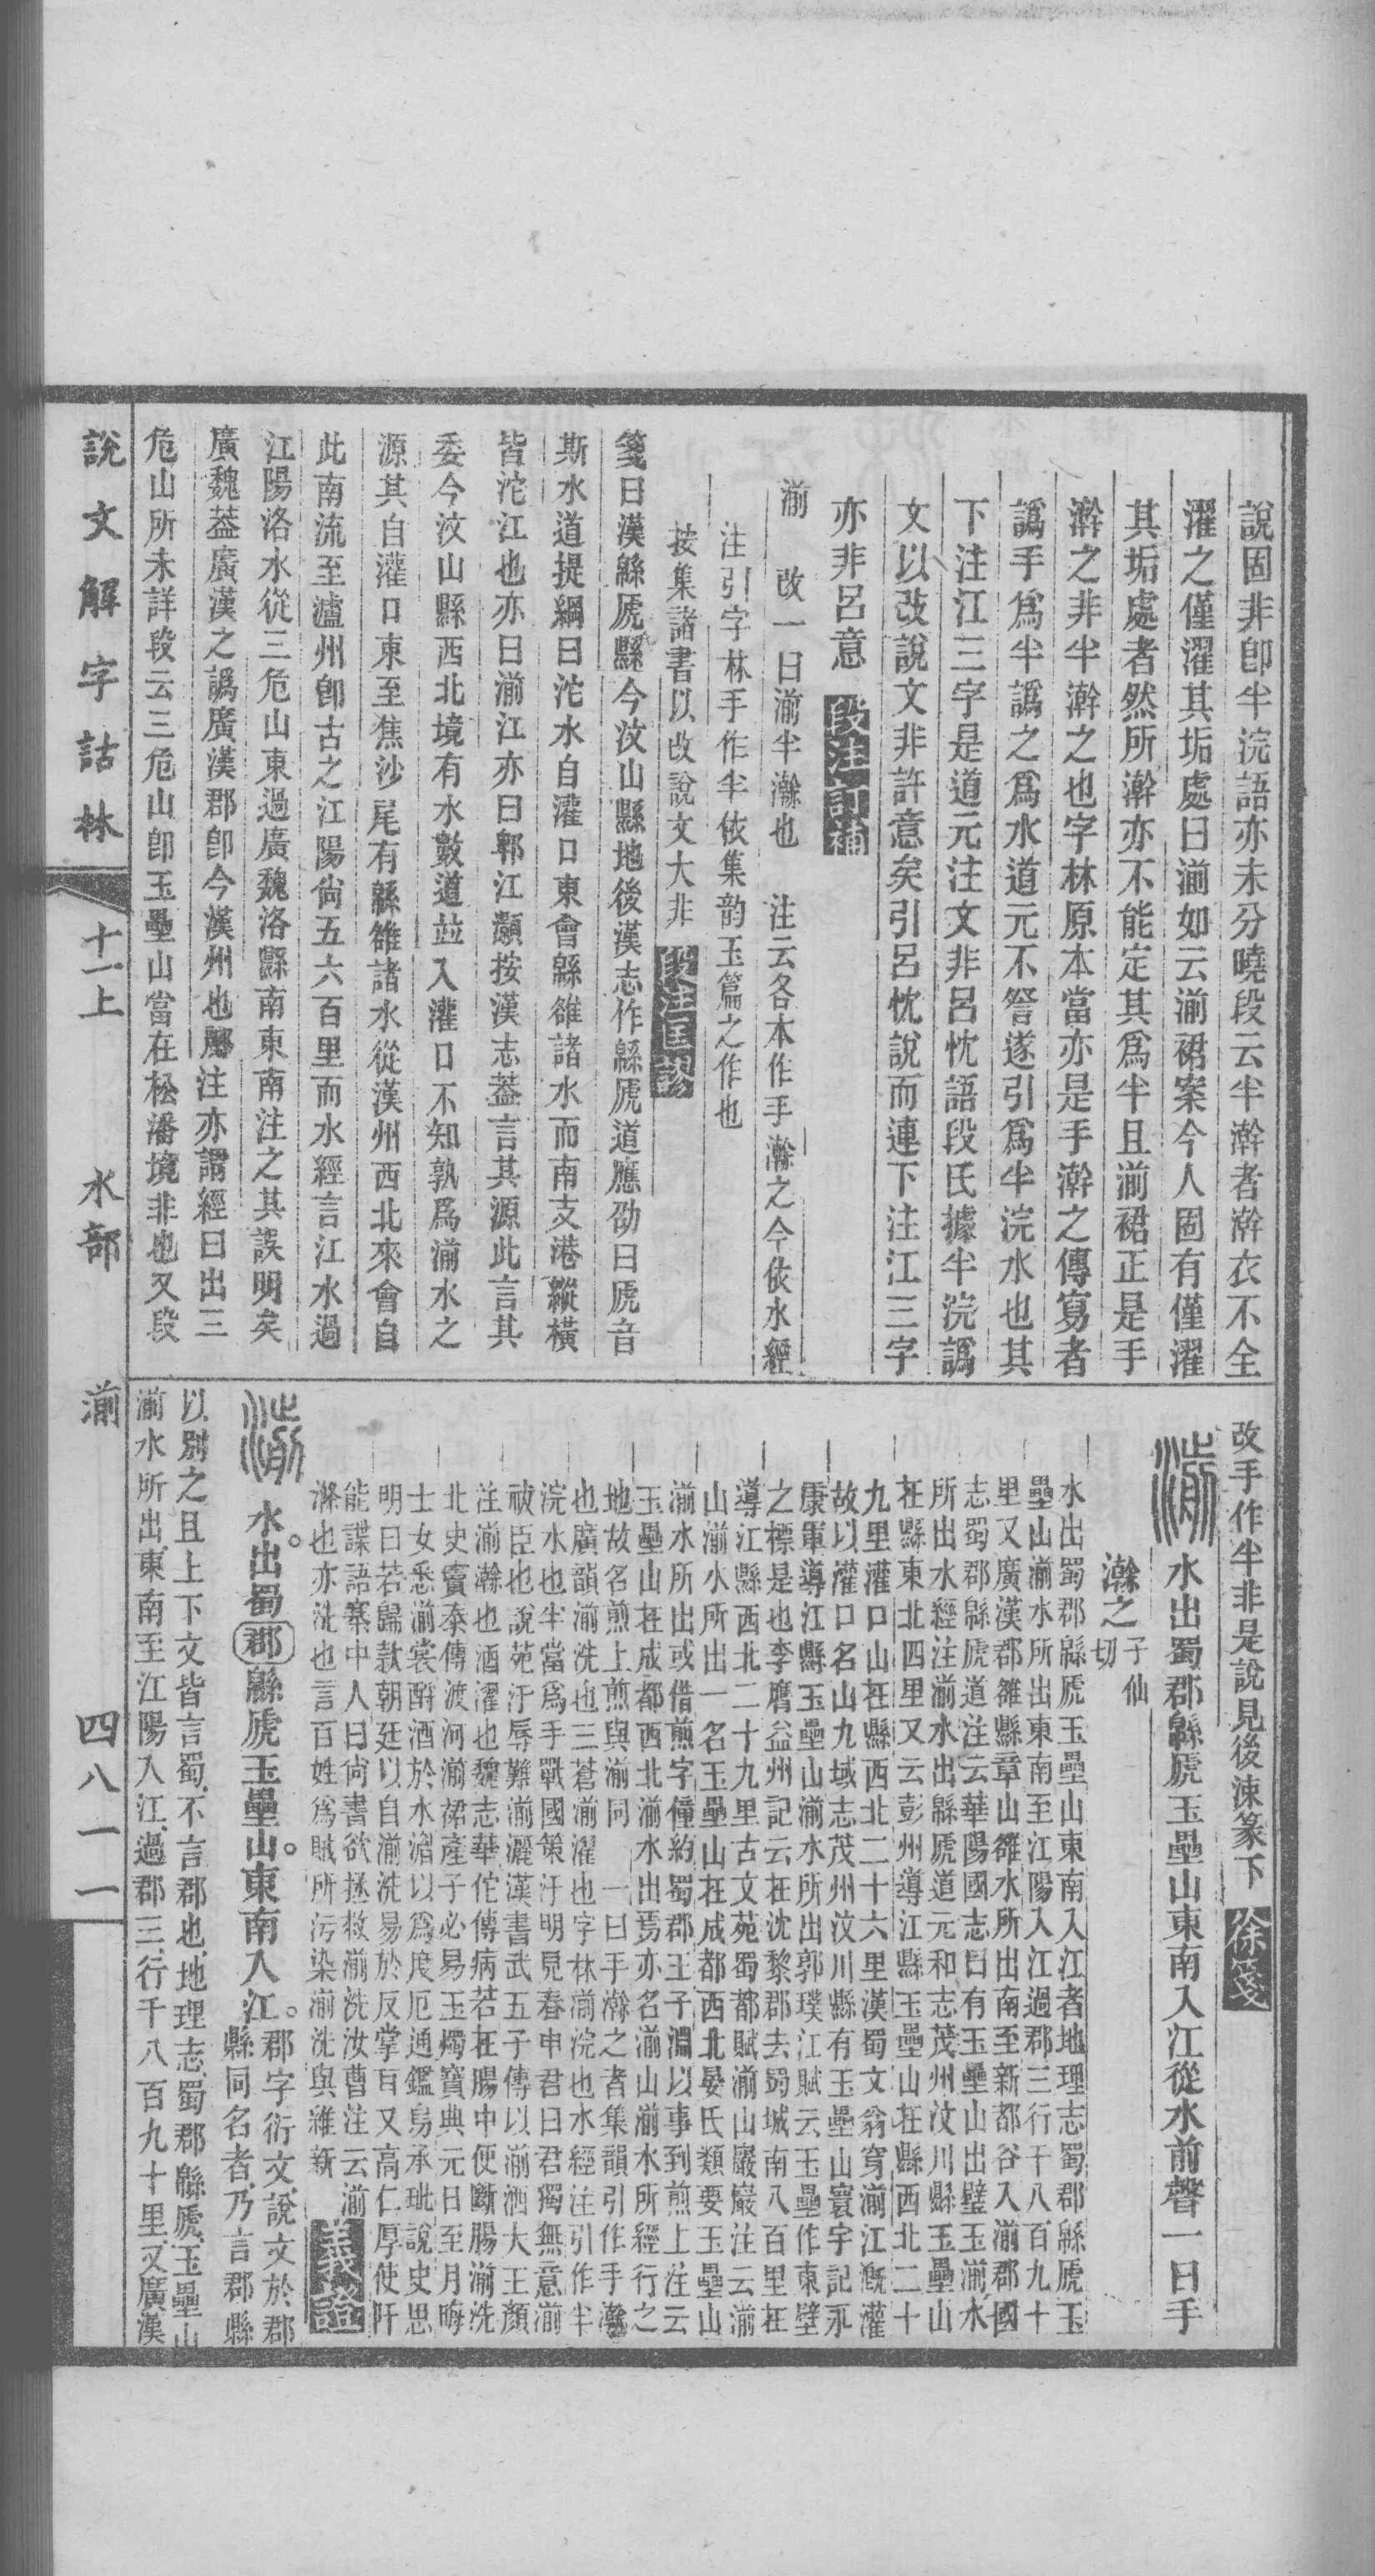 說固非卽半浣語亦未分曉段云半澣者澣衣不全
濯之僅濯其垢處曰湔如云湔裙案今人固有僅濯
其垢處者然所澣亦不能定其爲半且湔裙正是手
澣之非半澣之也字林原本當亦是手澣之傳寫者
譌手爲半譌之爲水道元不詧遂引爲半浣水也其
下注江三字是道元注文非呂忱語段氏據半浣譌
文以改說文非許意矣引呂忱說而連下注江三字
亦非呂意 段注訂補
湔 改一曰湔半瀚也 注云各本作手瀚之今依水經
注引字林手作半依集韵玉篇之作也
按集諸書以改說文大非 段注匡謬
箋曰漢緜虒縣今汶山縣地後漢志作緜虒道應劭曰虒音
斯水道提綱曰沱水自灌口東會緜雒諸水而南支港縱橫
皆沱江也亦曰湔江亦曰郫江灝按漢志葢言其源此言其
委今汶山縣西北境有水數道竝入灌口不知孰爲湔水之
源其自灌口東至焦沙尾有緜雒諸水從漢州西北來會自
此南流至瀘州卽古之江陽尙五六百里而水經言江水過
江陽洛水從三危山東過廣魏洛縣南東南注之其誤明矣
廣魏葢廣漢之譌廣漢郡卽今漢州也酈注亦謂經曰出三
危山所未詳段云三危山卽玉壘山當在松潘境非也又段
改手作半非是說見後涑篆下 徐箋
水出蜀郡緜虒玉壘山東南入江從水前聲一曰手
瀚之 子仙切
水出蜀郡緜虒玉壘山東南入江者地理志蜀郡緜虒玉
壘山湔水所出東南至江陽入江過郡三行千八百九十
里又廣漢郡雒縣章山雒水所出南至新都谷入湔郡國
志蜀郡緜虒道注云華陽國志曰有玉壘山出璧玉湔水
所出水經注湔水出緜虒道元和志茂州汶川縣玉壘山
在縣東北四里又云彭州導江縣玉壘山在縣西北二十
九里灌口山在縣西北二十六里漢蜀文翁穿湔江漑灌
故以灌口名山九域志茂州汶川縣有玉壘山寰宇記永
康軍導江縣玉壘山湔水所出郭璞江賦云玉壘作東壁
之標是也李膺益州記云在沈黎郡去蜀城南八百里在
導江縣西北二十九里古文苑蜀都賦湔山巖巖注云湔
山湔水所出一名玉壘山在成都西北晏氏類要玉壘山
湔水所出或借煎字僮約蜀郡王子淵以事到煎上注云
玉壘山在成都西北湔水出焉亦名湔山湔水所經行之
地故名煎上煎與湔同 一曰手瀚之者集韻引作手瀚
也廣韻湔洗也三蒼湔濯也字林湔浣也水經注引作半
浣水也半當爲手戰國策汙明見春申君曰君獨無意湔
祓臣也說苑汙辱難湔灑漢書武五子傳以湔洒大王顏
注湔瀚也洒濯也魏志華佗傳病若在腸中便斷腸湔洗
北史竇泰傳渡河湔裙產子必易玉燭寶典元日至月晦
士女悉湔裳酹酒於水湄以爲度厄通鑑舄承玼說史思
明曰若歸款朝廷以自湔洗易於反掌耳又高仁厚使阡
能諜語寨中人曰尙書欲拯救湔洗汝曹注云湔
滌也亦洗也言百姓爲賊所污染湔洗與維新
水出蜀郡緜虒玉壘山東南入江郡字衍文說文於郡
縣同名者乃言郡縣
以別之且上下文皆言蜀不言郡也地理志蜀郡緜虒玉壘山
湔水所出東南至江陽入江過郡三行千八百九十里又廣漢
說文解字詁林 十一上 水部 湔 四八一一